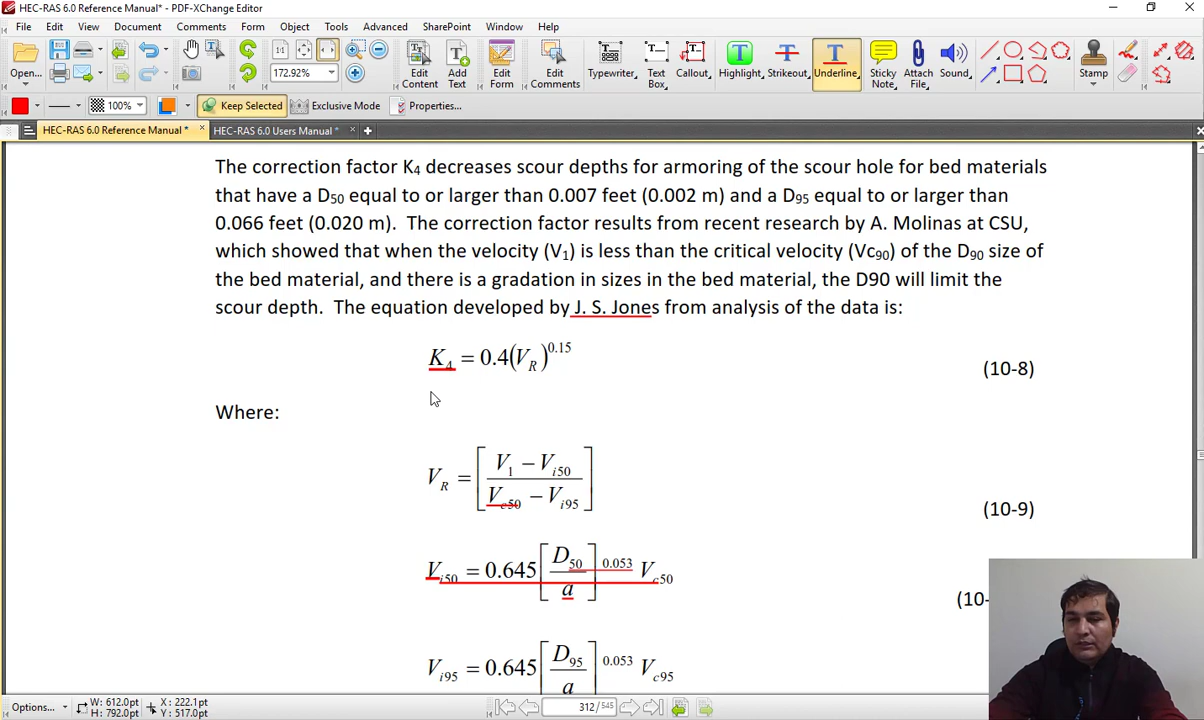 HEC-RAS 6.0 Reference Manual* - PDF-XChange Editor
File Edit View Document Comments Form Object Tools Advanced SharePoint Window Help
Open... 172.92% Edit Content Add Text Edit Form Edit Comments Typewriter Text Box Callout Highlight Strikeout Underline Sticky Note Attach File Sound Stamp
100% Keep Selected Exclusive Mode Properties...
HEC-RAS 6.0 Reference Manual * HEC-RAS 6.0 Users Manual *
The correction factor K4 decreases scour depths for armoring of the scour hole for bed materials
that have a D50 equal to or larger than 0.007 feet (0.002 m) and a D95 equal to or larger than
0.066 feet (0.020 m). The correction factor results from recent research by A. Molinas at CSU,
which showed that when the velocity (V1) is less than the critical velocity (Vc90) of the D90 size of
the bed material, and there is a gradation in sizes in the bed material, the D90 will limit the
scour depth. The equation developed by J. S. Jones from analysis of the data is:
K4 = 0.4(VR)^0.15 (10-8)
Where:
VR = [ (V1 − Vi50) / (Vc50 − Vi95) ] (10-9)
Vi50 = 0.645 [ D50 / a ]^0.053 Vc50 (10-
Vi95 = 0.645 [ D95 / a ]^0.053 Vc95
Options... W: 612.0pt H: 792.0pt X: 222.1pt Y: 517.0pt 312 / 545